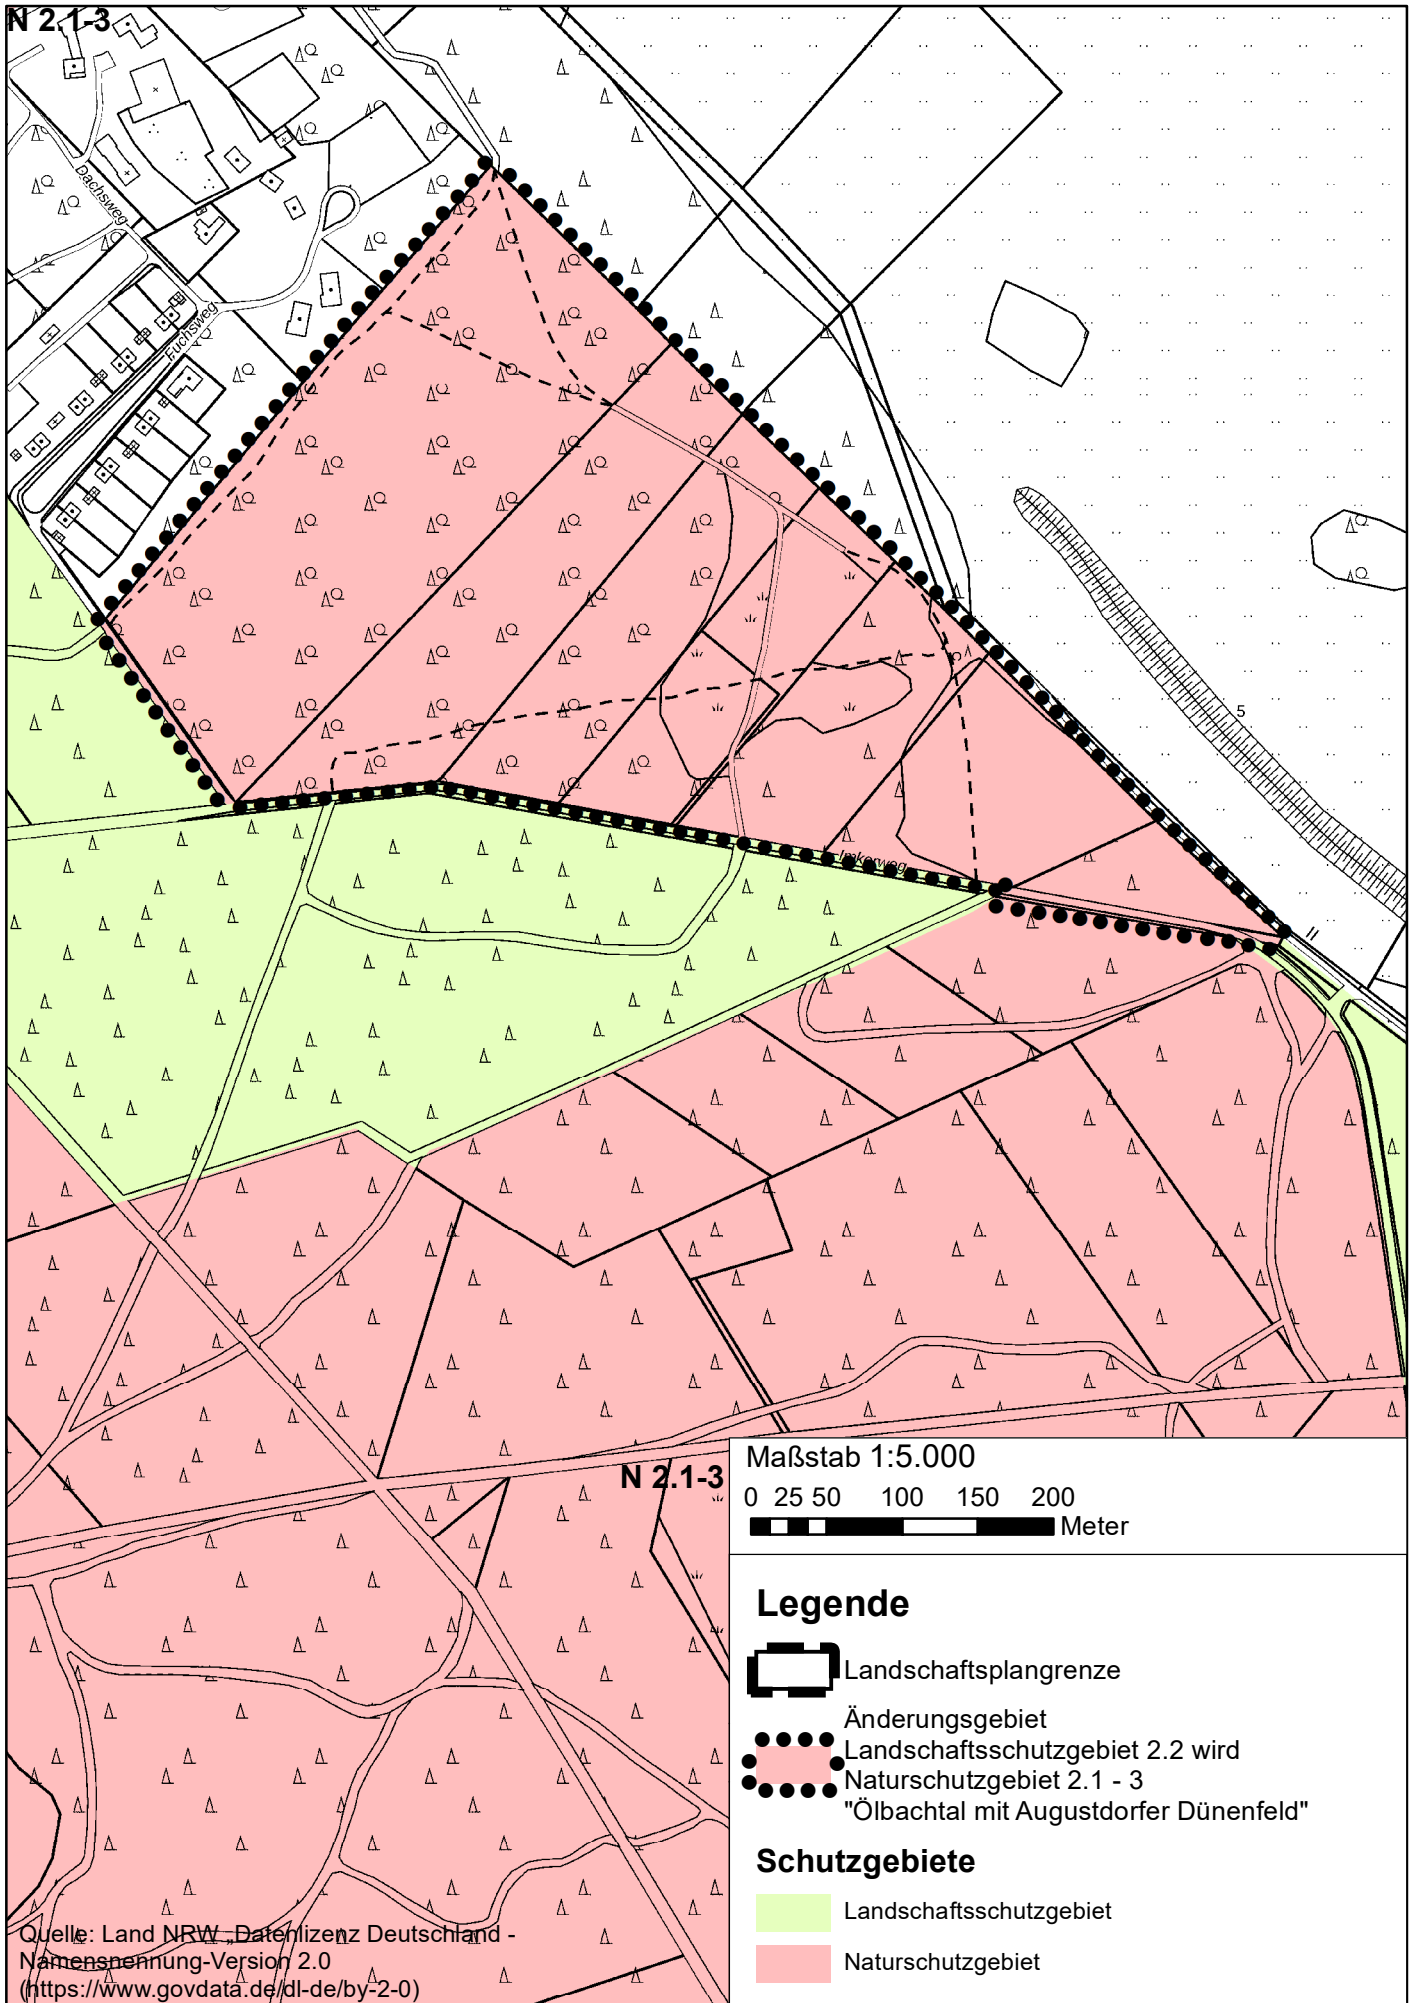 N 2.1-3
Dachsweg
Fuchsweg
5
Imkerweg
II
N 2.1-3
Maßstab 1:5.000
0 25 50 100 150 200
Meter
Legende
Landschaftsplangrenze
Änderungsgebiet
Landschaftsschutzgebiet 2.2 wird
Naturschutzgebiet 2.1 - 3
"Ölbachtal mit Augustdorfer Dünenfeld"
Schutzgebiete
Landschaftsschutzgebiet
Naturschutzgebiet
Quelle: Land NRW „Datenlizenz Deutschland -
Namensnennung-Version 2.0
(https://www.govdata.de/dl-de/by-2-0)